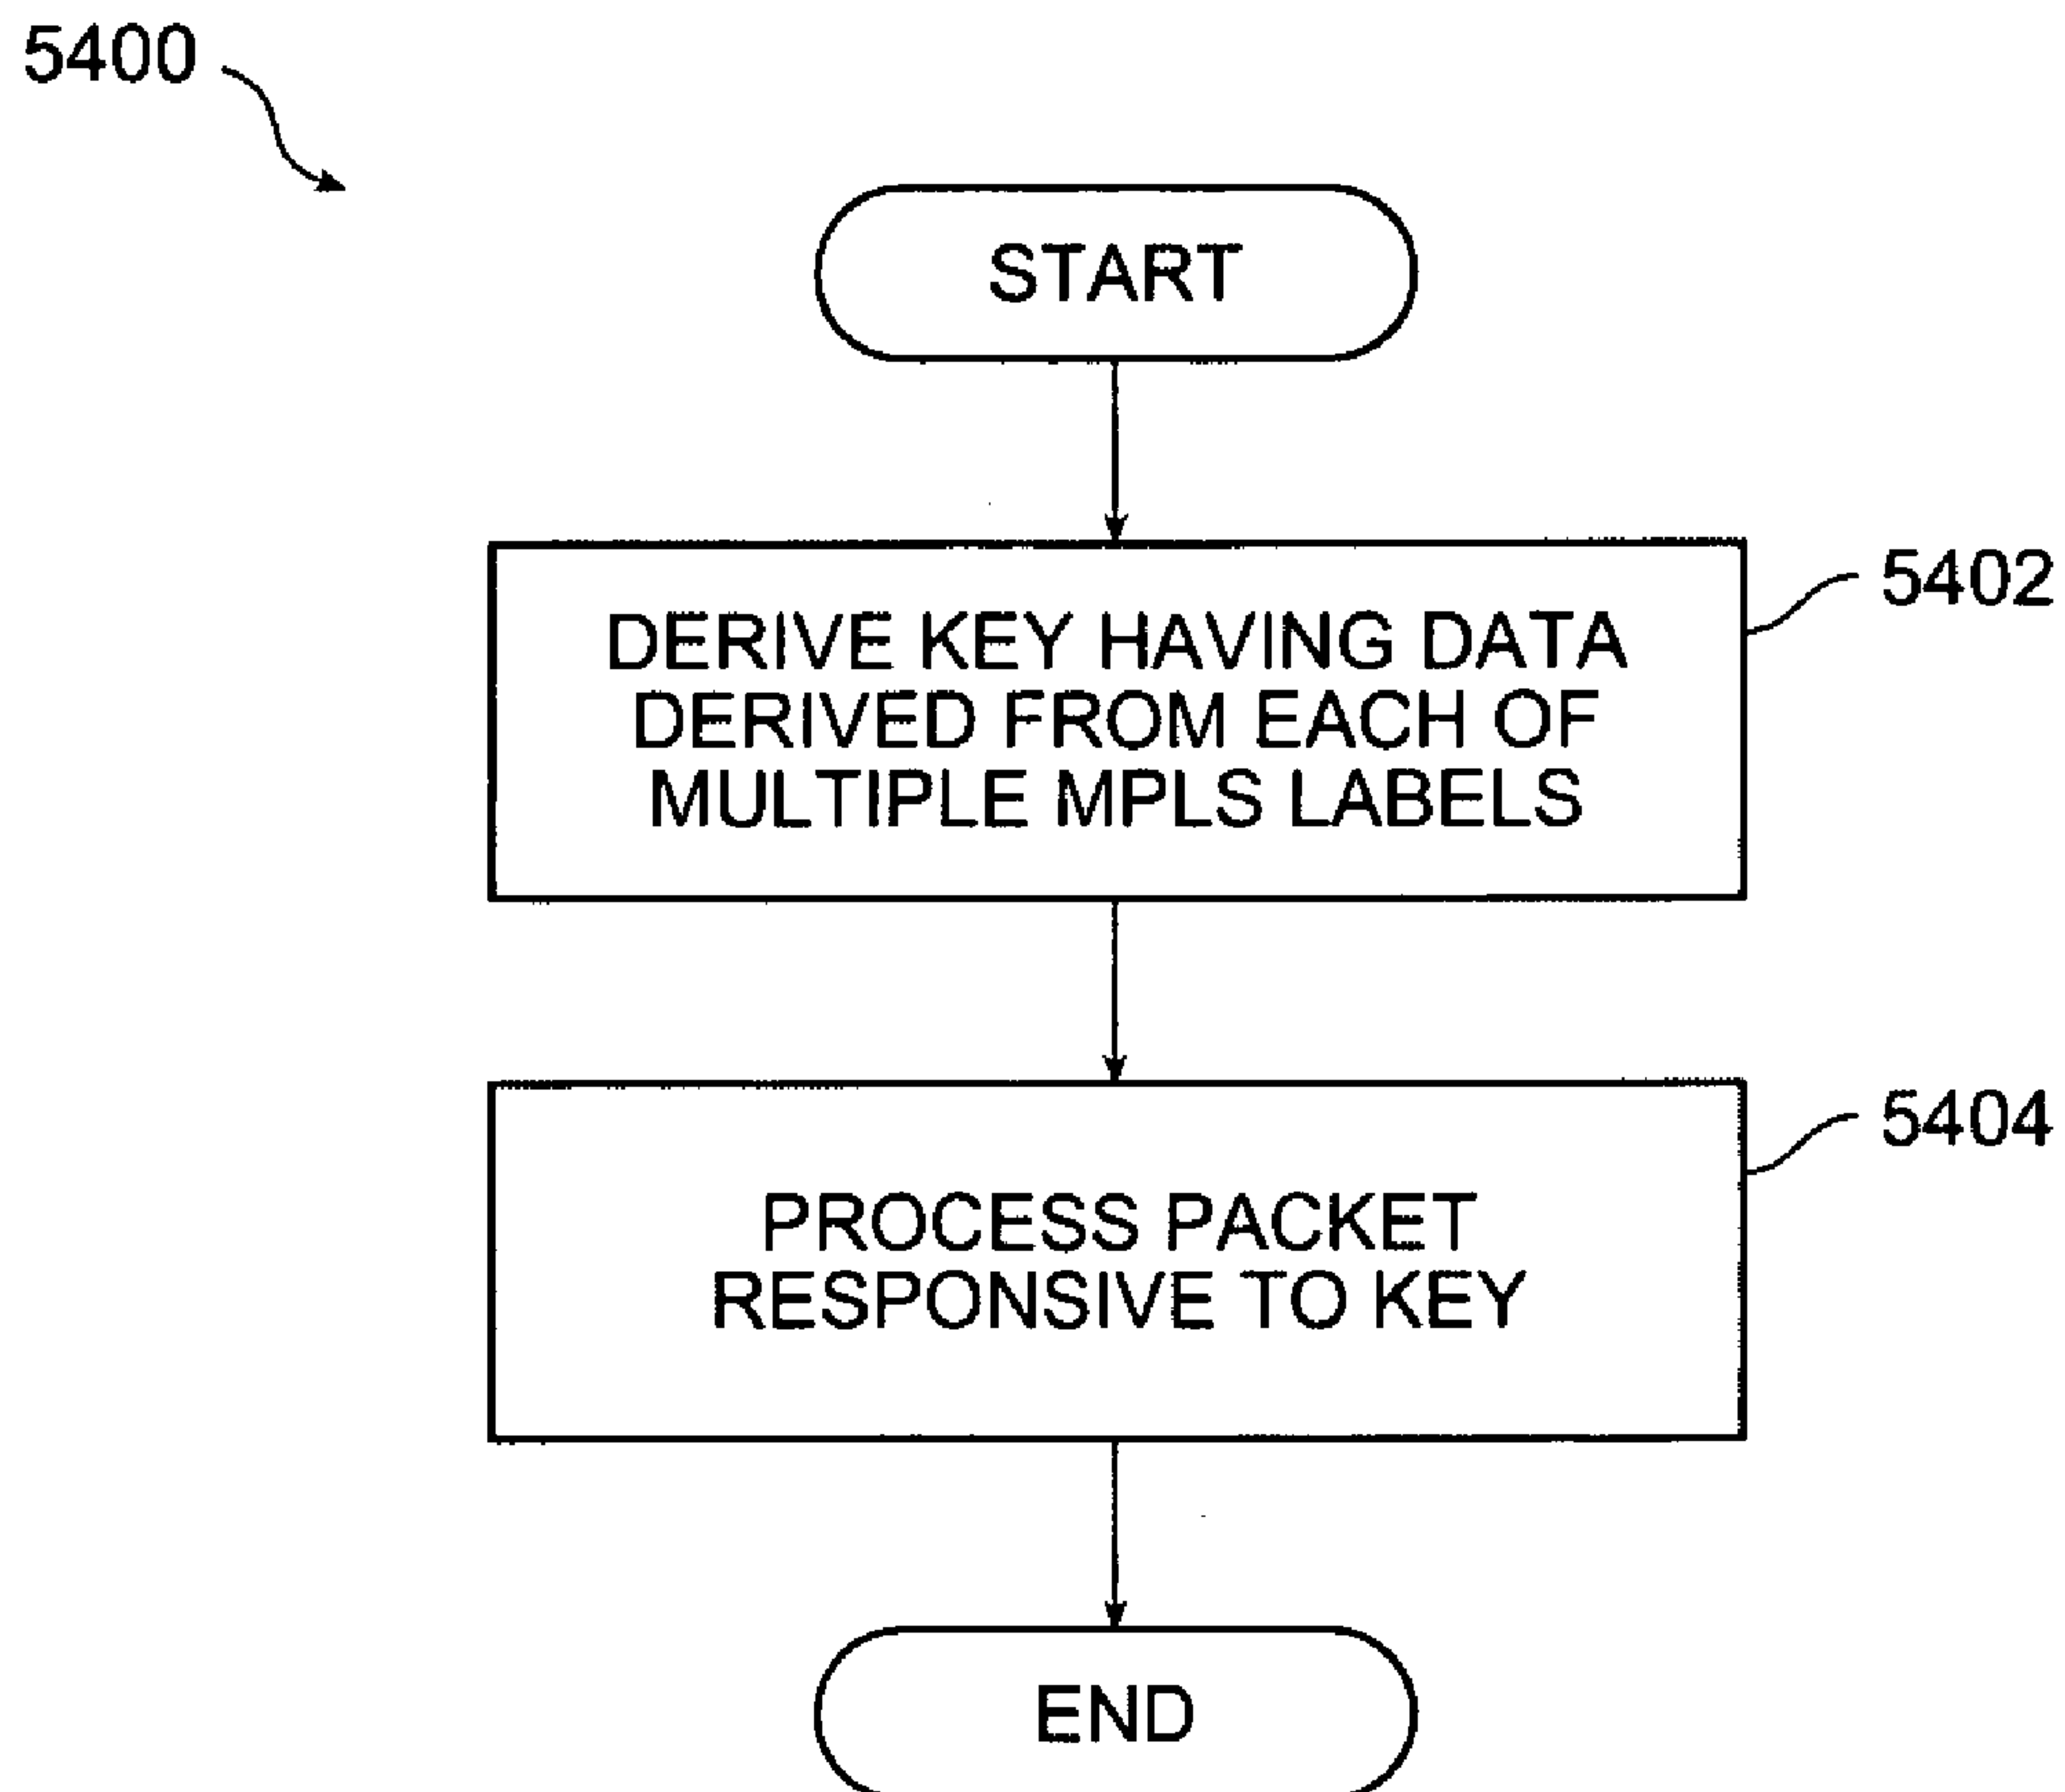 5400
START
DERIVE KEY HAVING DATA
DERIVED FROM EACH OF
MULTIPLE MPLS LABELS
5402
PROCESS PACKET
RESPONSIVE TO KEY
5404
END